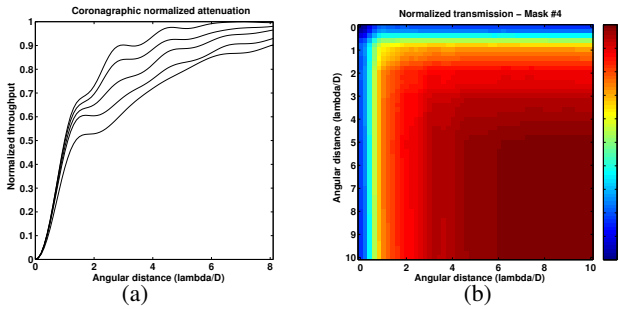 Coronagraphic normalized attenuation
Normalized throughput
1
0.9
0.8
0.7
0.6
0.5
0.4
0.3
0.2
0.1
0
0 2 4 6 8
Angular distance (lambda/D)
(a)
Normalized transmission – Mask #4
Angular distance (lambda/D)
0
1
2
3
4
5
6
7
8
9
10
0 2 4 6 8 10
Angular distance (lambda/D)
(b)